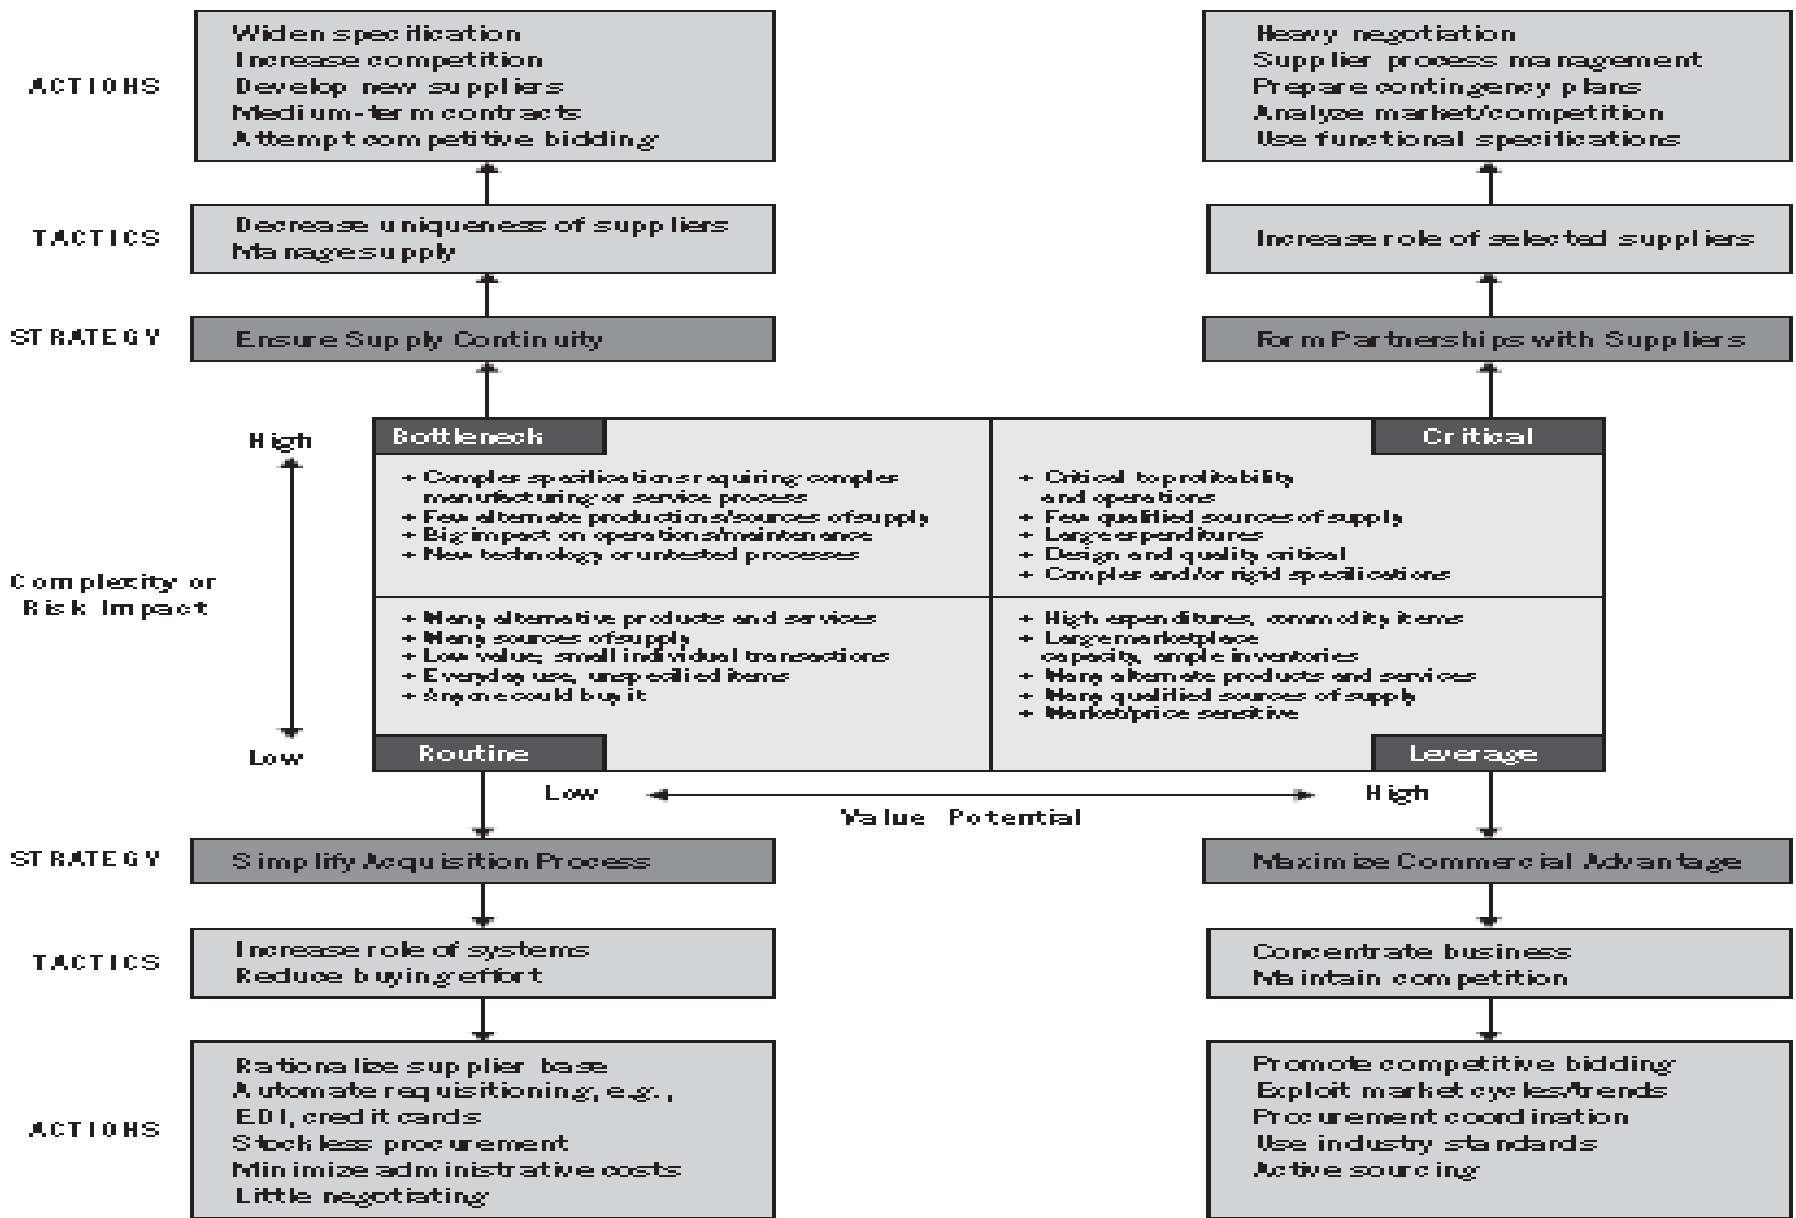 ACTIONS
Widen specification
Increase competition
Develop new suppliers
Medium-term contracts
Attempt competitive bidding
Heavy negotiation
Supplier process management
Prepare contingency plans
Analyze market/competition
Use functional specifications
TACTICS
Decrease uniqueness of suppliers
Manage supply
Increase role of selected suppliers
STRATEGY
Ensure Supply Continuity
Form Partnerships with Suppliers
High
Complexity or
Risk Impact
Low
Bottleneck
+ Complex specifications requiring complex
manufacturing or service process
+ Few alternate productions/sources of supply
+ Big impact on operations/maintenance
+ New technology or untested processes
Critical
+ Critical to profitability
and operations
+ Few qualified sources of supply
+ Large expenditures
+ Design and quality critical
+ Complex and/or rigid specifications
+ Many alternative products and services
+ Many sources of supply
+ Low value, small individual transactions
+ Everyday use, unspecified items
+ Anyone could buy it
Routine
+ High expenditures, commodity items
+ Large marketplace
capacity, ample inventories
+ Many alternate products and services
+ Many qualified sources of supply
+ Market/price sensitive
Leverage
Low
High
Value Potential
STRATEGY
Simplify Acquisition Process
Maximize Commercial Advantage
TACTICS
Increase role of systems
Reduce buying effort
Concentrate business
Maintain competition
ACTIONS
Rationalize supplier base
Automate requisitioning, e.g.,
EDI, credit cards
Stockless procurement
Minimize administrative costs
Little negotiating
Promote competitive bidding
Exploit market cycles/trends
Procurement coordination
Use industry standards
Active sourcing